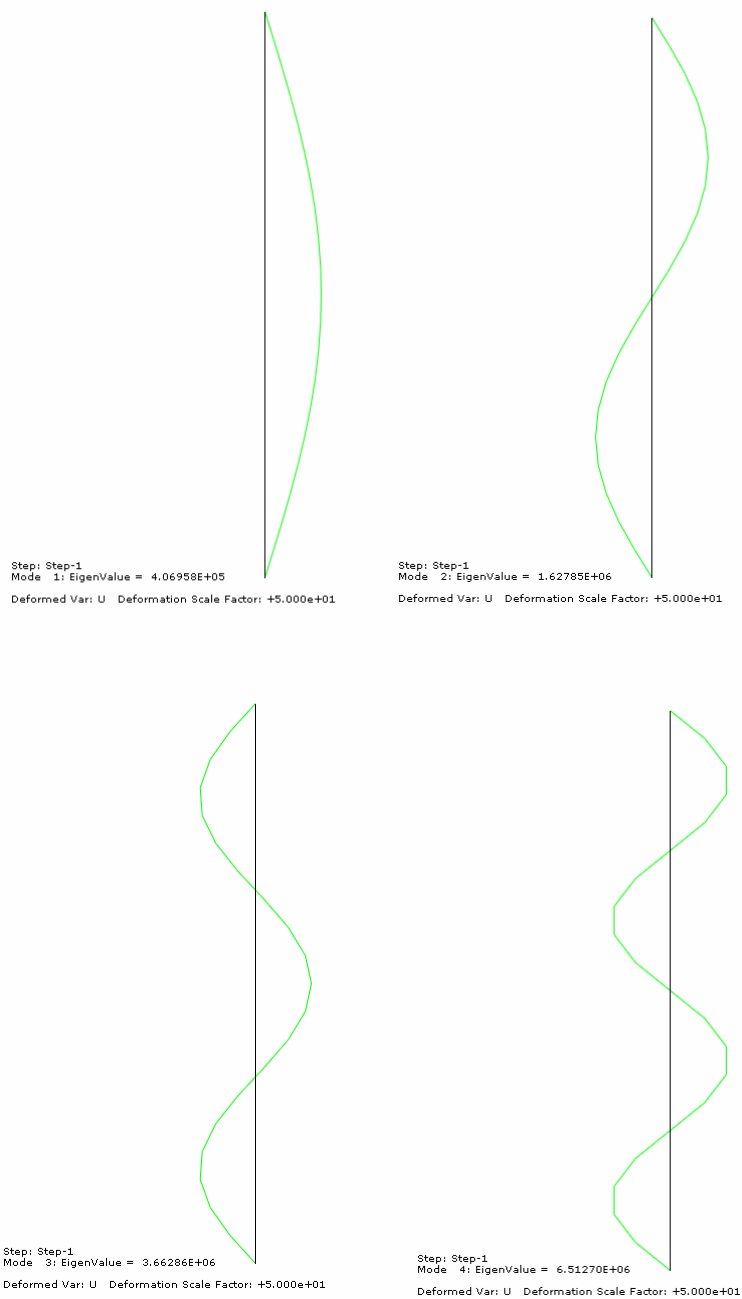 Step: Step-1
Mode 1: EigenValue = 4.06958E+05
Deformed Var: U Deformation Scale Factor: +5.000e+01
Step: Step-1
Mode 2: EigenValue = 1.62785E+06
Deformed Var: U Deformation Scale Factor: +5.000e+01
Step: Step-1
Mode 3: EigenValue = 3.66286E+06
Deformed Var: U Deformation Scale Factor: +5.000e+01
Step: Step-1
Mode 4: EigenValue = 6.51270E+06
Deformed Var: U Deformation Scale Factor: +5.000e+01